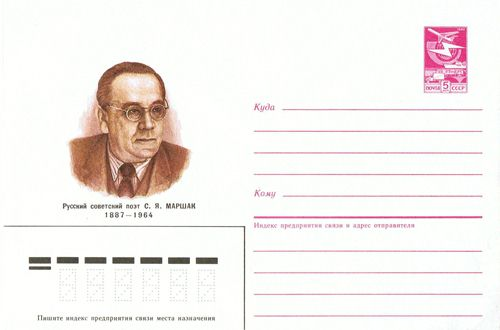 ПОЧТА СССР 5
Куда
Кому
Русский советский поэт С. Я. МАРШАК
1887—1964
Индекс предприятия связи и адрес отправителя
Пишите индекс предприятия связи места назначения